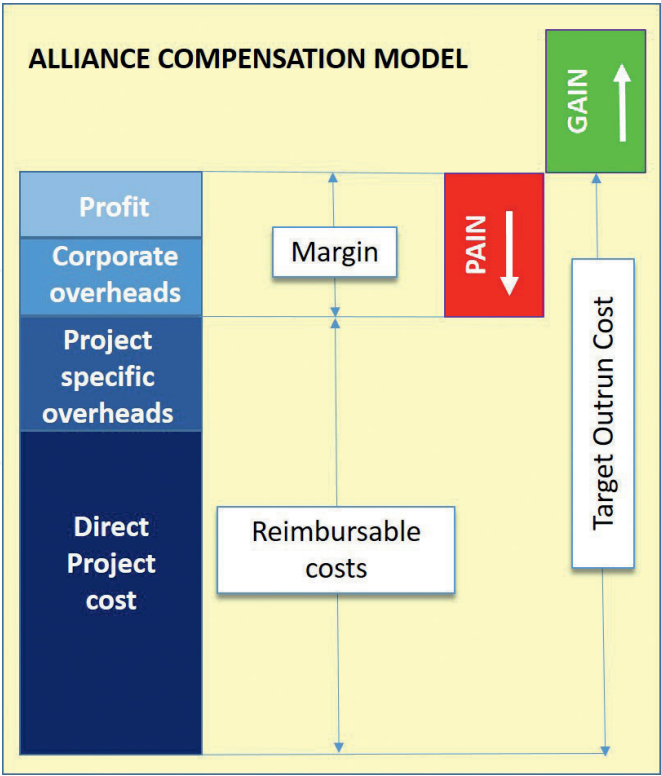 ALLIANCE COMPENSATION MODEL
GAIN
Profit
Corporate
overheads
Project
specific
overheads
Direct
Project
cost
Margin
Reimbursable
costs
PAIN
Target Outrun Cost